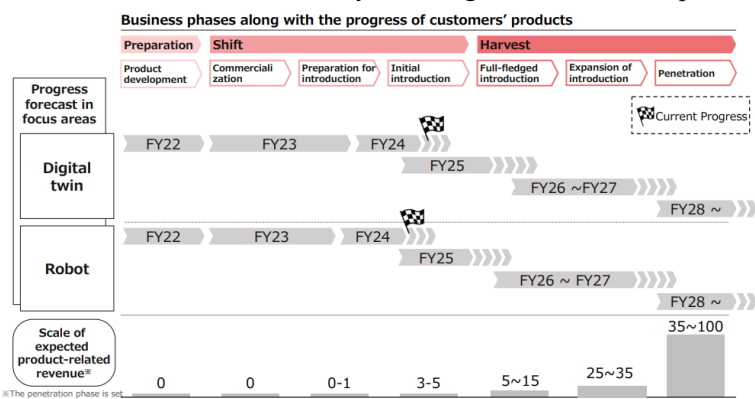 Business phases along with the progress of customers' products
Preparation
Shift
Harvest
Product
development
Commerciali
zation
Preparation for
introduction
Initial
introduction
Full-fledged
introduction
Expansion of
introduction
Penetration
Progress
forecast in
focus areas
Current Progress
Digital
twin
FY22
FY23
FY24
FY25
FY26 ~FY27
FY28 ~
Robot
FY22
FY23
FY24
FY25
FY26 ~ FY27
FY28 ~
Scale of
expected
product-related
revenue※
0
0
0-1
3-5
5~15
25~35
35~100
※The penetration phase is set